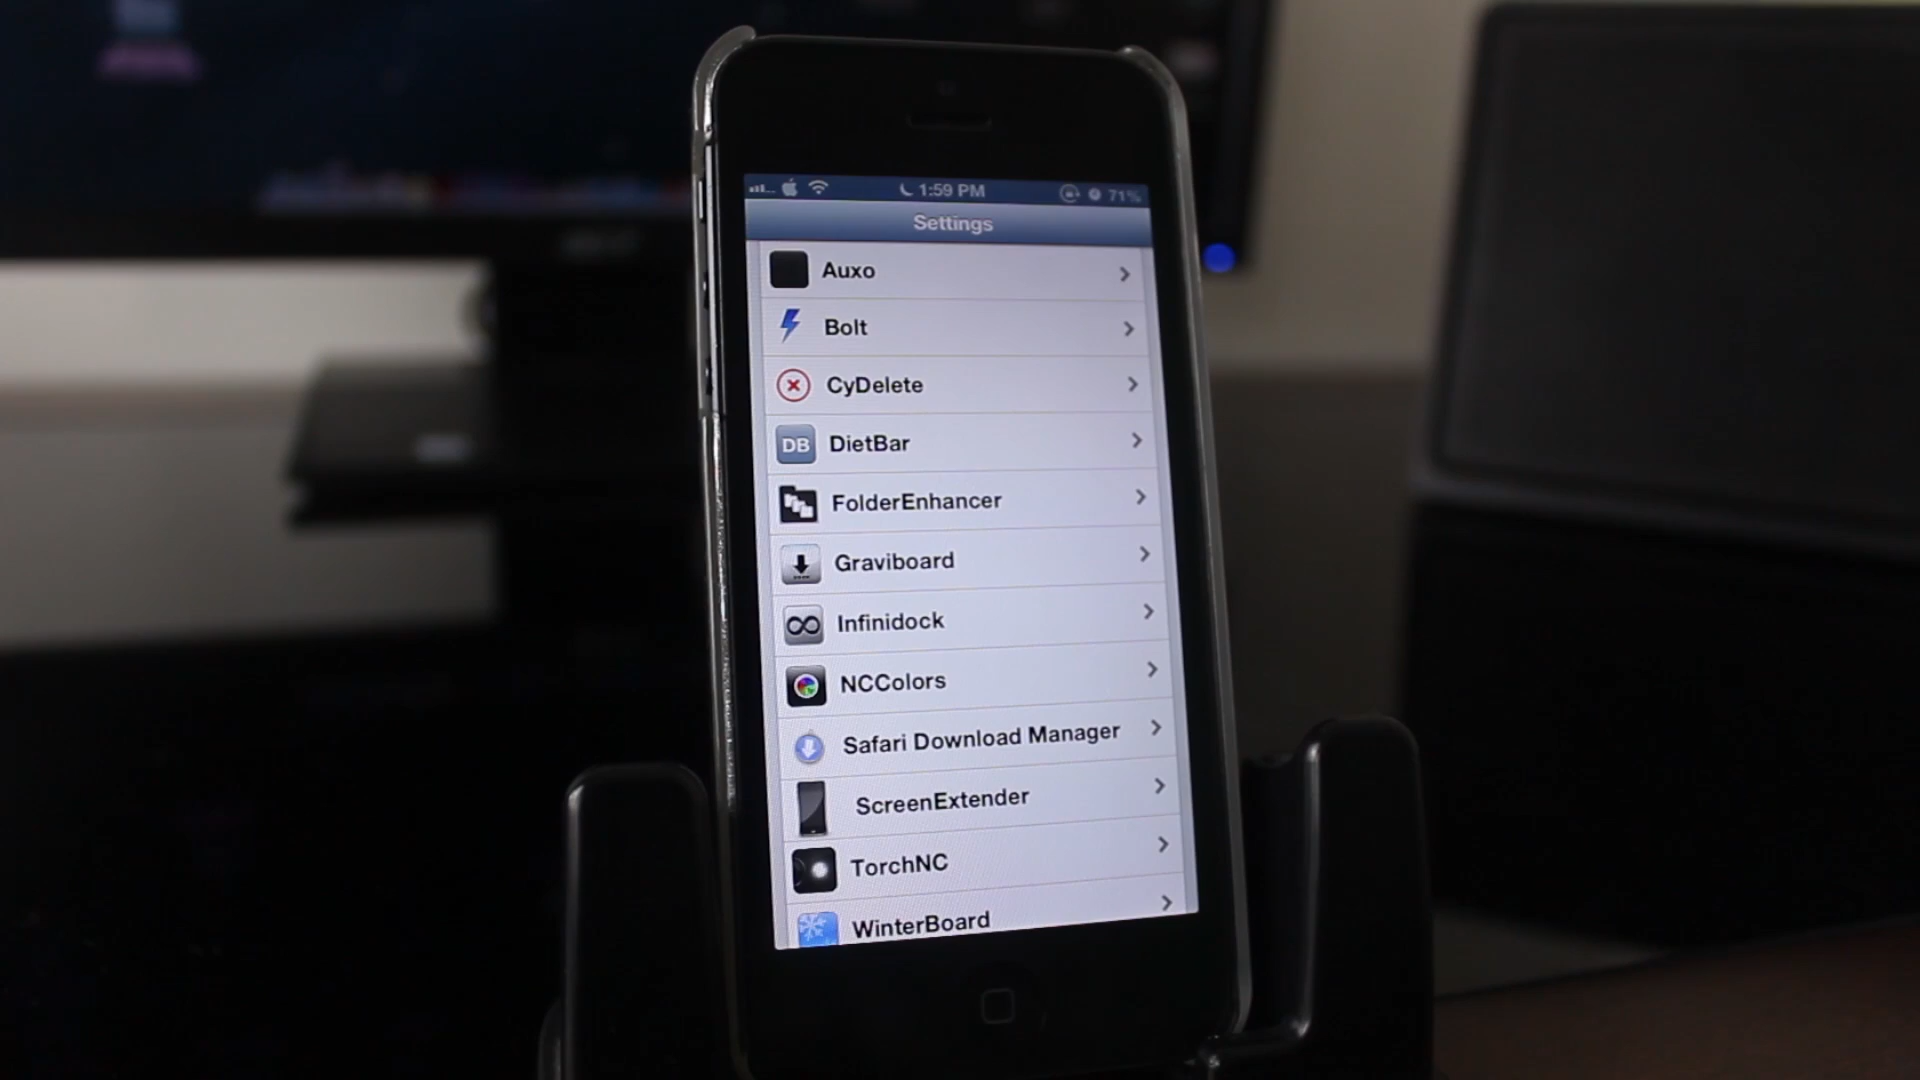 1:59 PM 71%
Settings
Auxo
Bolt
CyDelete
DB DietBar
FolderEnhancer
Graviboard
Infinidock
NCColors
Safari Download Manager
ScreenExtender
TorchNC
WinterBoard